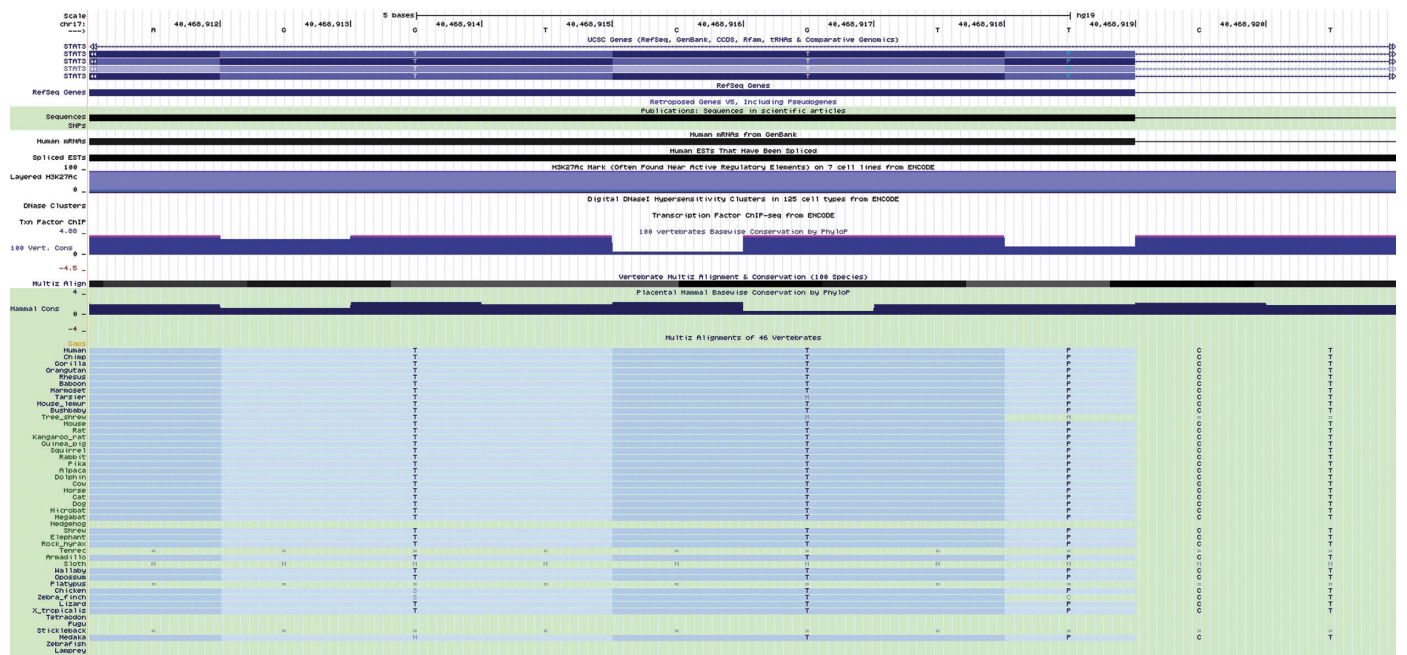 Scale 5 bases hg19
chr17: 40,468,912 40,468,913 40,468,914 40,468,915 40,468,916 40,468,917 40,468,918 40,468,919 40,468,920
---> A G G T C G T T C T
UCSC Genes (RefSeq, GenBank, CCDS, Rfam, tRNAs & Comparative Genomics)
STAT3
STAT3 T T P
STAT3 T T P
STAT3 T T P
STAT3 T T P
RefSeq Genes
RefSeq Genes
Retroposed Genes V5, Including Pseudogenes
Publications: Sequences in scientific articles
Sequences
SNPs
Human mRNAs from GenBank
Human mRNAs
Human ESTs That Have Been Spliced
Spliced ESTs
H3K27Ac Mark (Often Found Near Active Regulatory Elements) on 7 cell lines from ENCODE
100 _
Layered H3K27Ac
0 _
Digital DNaseI Hypersensitivity Clusters in 125 cell types from ENCODE
DNase Clusters
Transcription Factor ChIP-seq from ENCODE
Txn Factor ChIP
100 vertebrates Basewise Conservation by PhyloP
4.88 _
100 Vert. Cons
0 -
-4.5 _
Vertebrate Multiz Alignment & Conservation (100 Species)
Multiz Align
Placental Mammal Basewise Conservation by PhyloP
4 _
Mammal Cons
0 -
-4 _
Multiz Alignments of 46 Vertebrates
Gaps
Human T T P C T
Chimp T T P C T
Gorilla T T P C T
Orangutan T T P C T
Rhesus T T P C T
Baboon T T P C T
Marmoset T T P C T
Tarsier T P C T
Mouse_lemur T T P C T
Bushbaby T T P C T
Tree_shrew T = =
Mouse T T P C T
Rat T T P C T
Kangaroo_rat T T P C T
Guinea_pig T T P C T
Squirrel T T P C T
Rabbit T T P C T
Pika T T P C T
Alpaca T T P C T
Dolphin T T P C T
Cow T T P C T
Horse T T P C T
Cat T T P C T
Dog T T P C T
Microbat T T P C T
Megabat T T P C T
Hedgehog
Shrew T T P C T
Elephant T T P C T
Rock_hyrax T T P C T
Tenrec = = = = = = = = = =
Armadillo T T P C T
Sloth N N N N N N N N N N
Wallaby T T P C T
Opossum T T P C T
Platypus = = = = = = = = = =
Chicken S T P C T
Zebra_finch S T C C T
Lizard T T P C T
X_tropicalis T T P C T
Tetraodon
Fugu
Stickleback = = = = = = = = = =
Medaka T P C T
Zebrafish
Lamprey